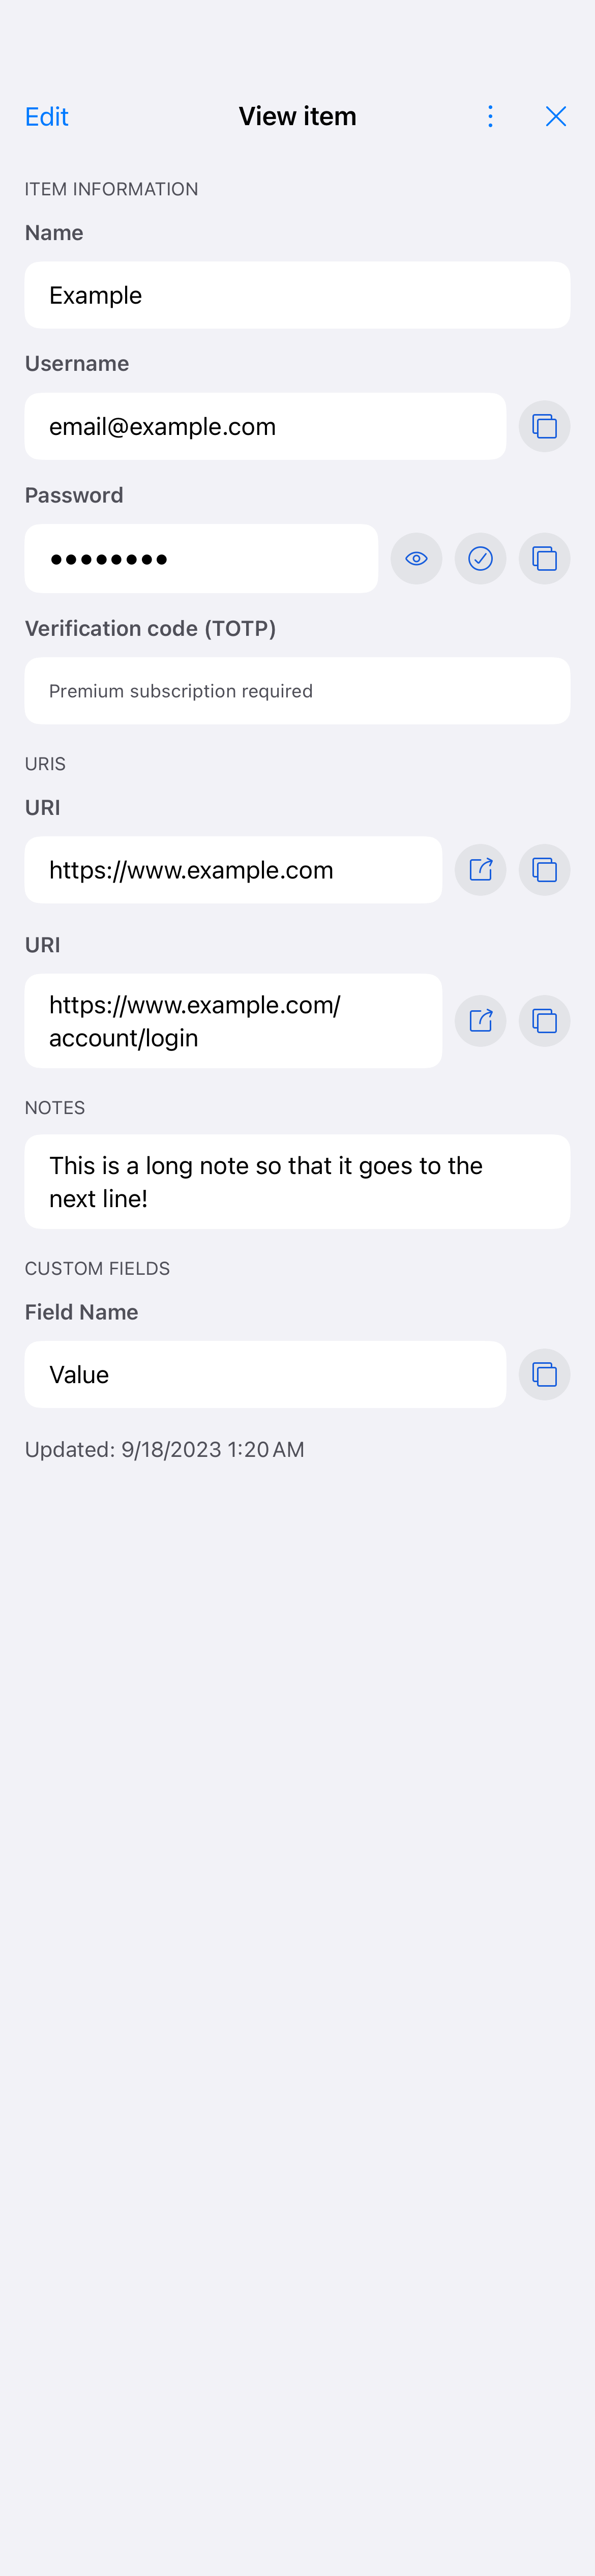 Edit
View item
ITEM INFORMATION
Name
Example
Username
email@example.com
Password
●●●●●●●●
Verification code (TOTP)
Premium subscription required
URIS
URI
https://www.example.com
URI
https://www.example.com/
account/login
NOTES
This is a long note so that it goes to the
next line!
CUSTOM FIELDS
Field Name
Value
Updated: 9/18/2023 1:20 AM